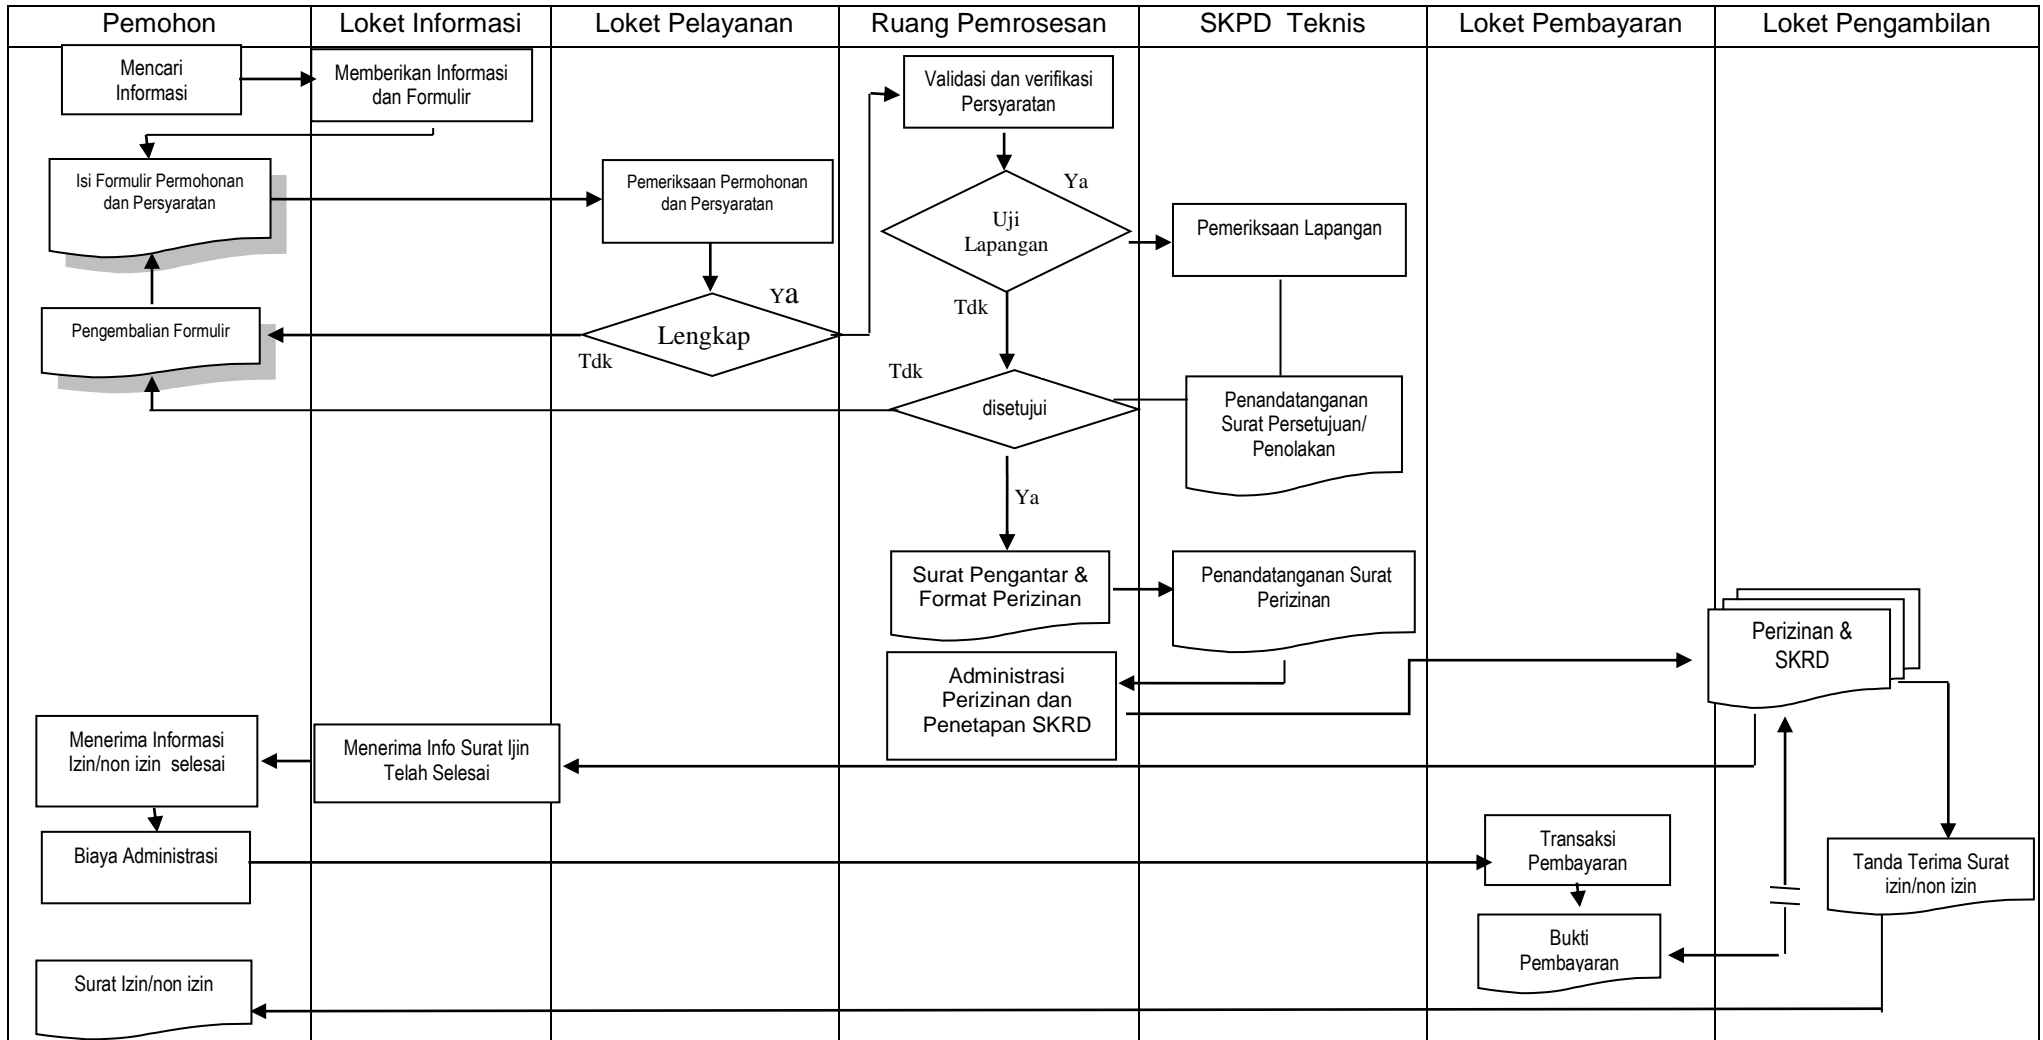 Pemohon
Loket Informasi
Loket Pelayanan
Ruang Pemrosesan
SKPD Teknis
Loket Pembayaran
Loket Pengambilan
Mencari
Informasi
Memberikan Informasi
dan Formulir
Validasi dan verifikasi
Persyaratan
Isi Formulir Permohonan
dan Persyaratan
Pemeriksaan Permohonan
dan Persyaratan
Ya
Uji
Lapangan
Pemeriksaan Lapangan
Tdk
Pengembalian Formulir
Ya
Lengkap
Tdk
Tdk
disetujui
Penandatanganan
Surat Persetujuan/
Penolakan
Ya
Surat Pengantar &
Format Perizinan
Penandatanganan Surat
Perizinan
Perizinan &
SKRD
Administrasi
Perizinan dan
Penetapan SKRD
Menerima Informasi
Izin/non izin selesai
Menerima Info Surat Ijin
Telah Selesai
Biaya Administrasi
Transaksi
Pembayaran
Tanda Terima Surat
izin/non izin
Bukti
Pembayaran
Surat Izin/non izin